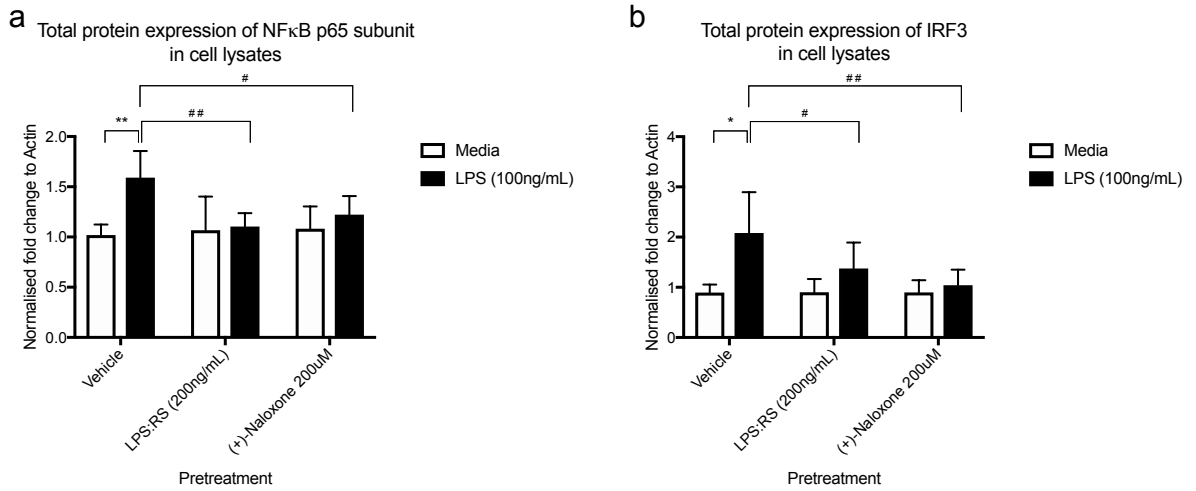 a
Total protein expression of NFκB p65 subunit
in cell lysates
#
##
**
2.0
1.5
1.0
0.5
0.0
Normalised fold change to Actin
Media
LPS (100ng/mL)
Vehicle
LPS:RS (200ng/mL)
(+)-Naloxone 200uM
Pretreatment
b
Total protein expression of IRF3
in cell lysates
##
#
*
4
3
2
1
0
Normalised fold change to Actin
Media
LPS (100ng/mL)
Vehicle
LPS:RS (200ng/mL)
(+)-Naloxone 200uM
Pretreatment